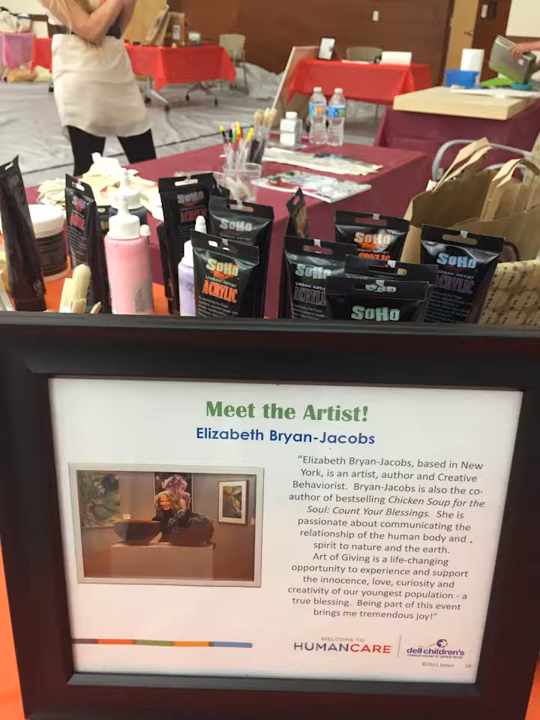 SoHo
SoHo
URBAN ARTIST
ACRYLIC
SoHo
SoHo
URBAN ARTIST
ACRYLIC
SoHo
Meet the Artist!
Elizabeth Bryan-Jacobs
"Elizabeth Bryan-Jacobs, based in New
York, is an artist, author and Creative
Behaviorist. Bryan-Jacobs is also the co-
author of bestselling Chicken Soup for the
Soul: Count Your Blessings. She is
passionate about communicating the
relationship of the human body and
spirit to nature and the earth.
Art of Giving is a life-changing
opportunity to experience and support
the innocence, love, curiosity and
creativity of our youngest population - a
true blessing. Being part of this event
brings me tremendous joy!"
WELCOME TO
HUMANCARE
dell children's